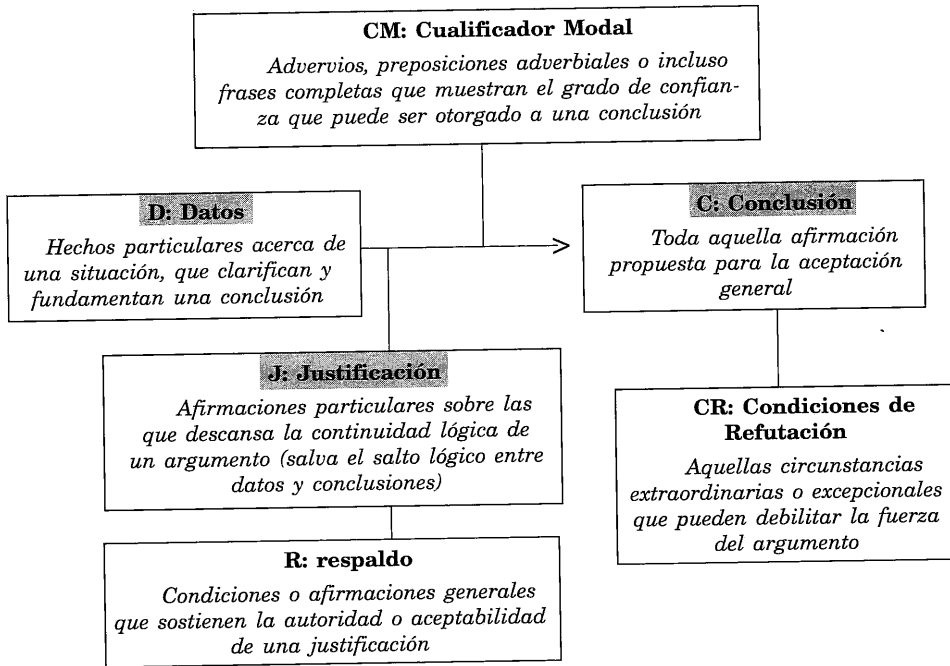 CM: Cualificador Modal
Advervios, preposiciones adverbiales o incluso
frases completas que muestran el grado de confian-
za que puede ser otorgado a una conclusión
D: Datos
Hechos particulares acerca de
una situación, que clarifican y
fundamentan una conclusión
C: Conclusión
Toda aquella afirmación
propuesta para la aceptación
general
J: Justificación
Afirmaciones particulares sobre las
que descansa la continuidad lógica de
un argumento (salva el salto lógico entre
datos y conclusiones)
CR: Condiciones de
Refutación
Aquellas circunstancias
extraordinarias o excepcionales
que pueden debilitar la fuerza
del argumento
R: respaldo
Condiciones o afirmaciones generales
que sostienen la autoridad o aceptabilidad
de una justificación